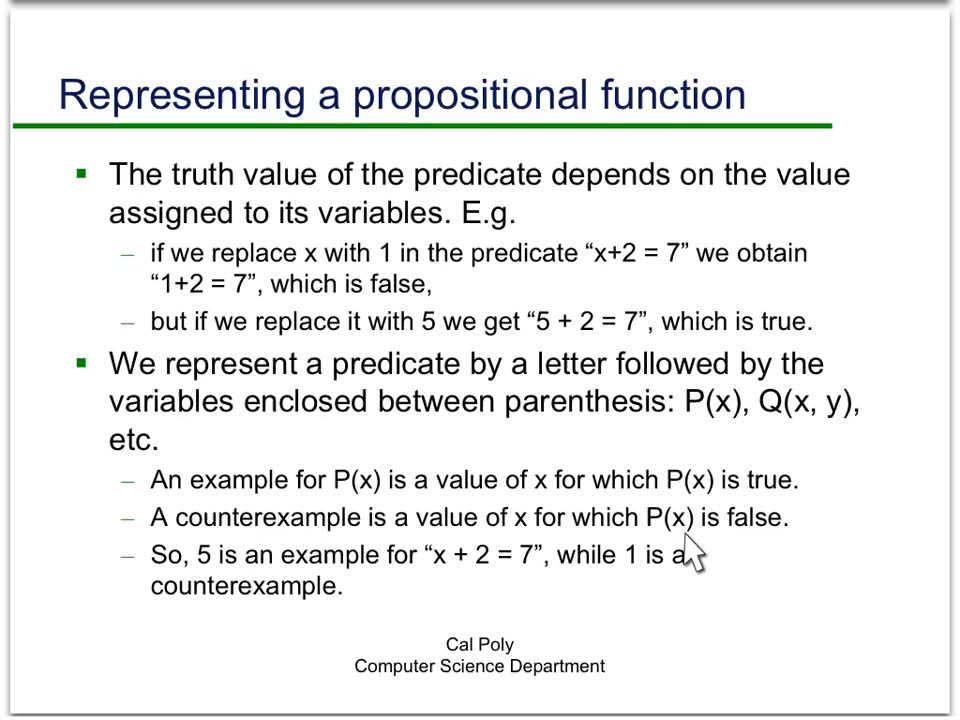 Representing a propositional function
▪ The truth value of the predicate depends on the value
assigned to its variables. E.g.
– if we replace x with 1 in the predicate “x+2 = 7” we obtain
“1+2 = 7”, which is false,
– but if we replace it with 5 we get “5 + 2 = 7”, which is true.
▪ We represent a predicate by a letter followed by the
variables enclosed between parenthesis: P(x), Q(x, y),
etc.
– An example for P(x) is a value of x for which P(x) is true.
– A counterexample is a value of x for which P(x) is false.
– So, 5 is an example for “x + 2 = 7”, while 1 is a
counterexample.
Cal Poly
Computer Science Department